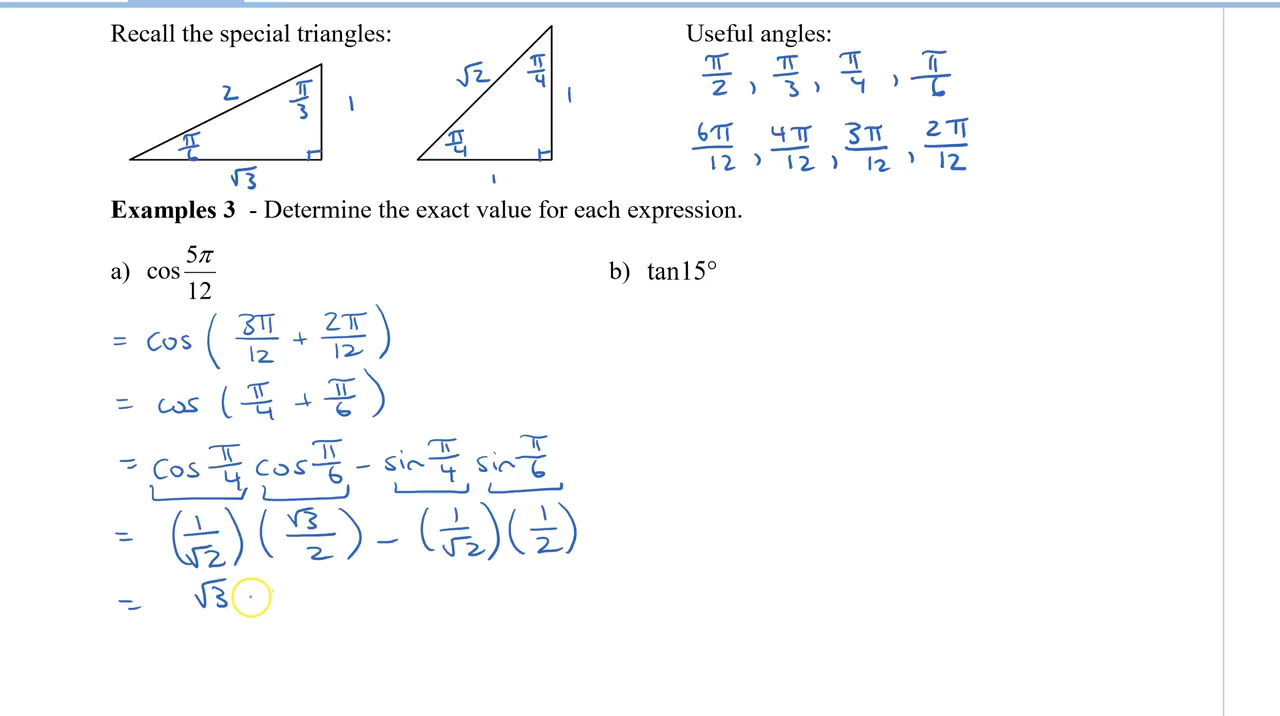 Recall the special triangles:
2
π/3
1
π/6
√3
√2
π/4
1
π/4
1
Useful angles:
π/2 , π/3 , π/4 , π/6
6π/12 , 4π/12 , 3π/12 , 2π/12
Examples 3 - Determine the exact value for each expression.
a) cos 5π/12
= cos ( 3π/12 + 2π/12 )
= cos ( π/4 + π/6 )
= cos π/4 cos π/6 - sin π/4 sin π/6
= ( 1/√2 ) ( √3/2 ) - ( 1/√2 ) ( 1/2 )
= √3
b) tan15°